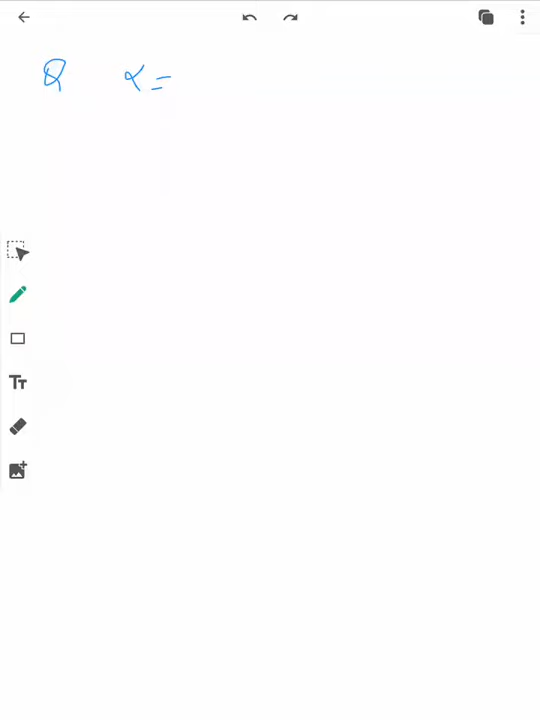 Q α =